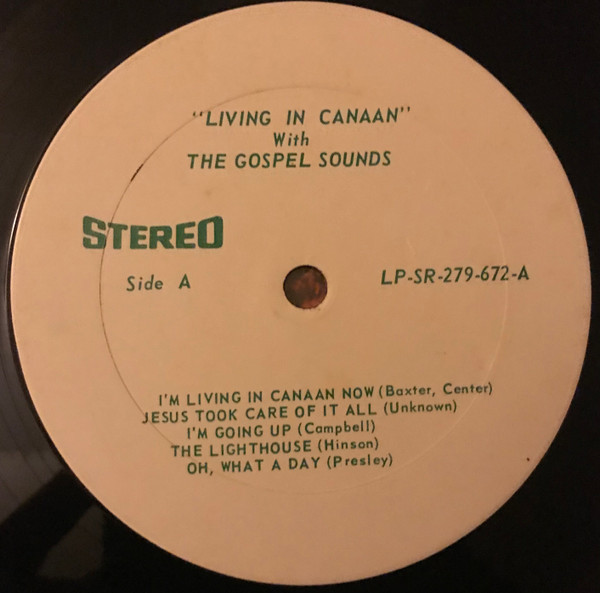 "LIVING IN CANAAN"
With
THE GOSPEL SOUNDS
STEREO
Side A
LP-SR-279-672-A
I'M LIVING IN CANAAN NOW (Baxter, Center)
JESUS TOOK CARE OF IT ALL (Unknown)
I'M GOING UP (Campbell)
THE LIGHTHOUSE (Hinson)
OH, WHAT A DAY (Presley)